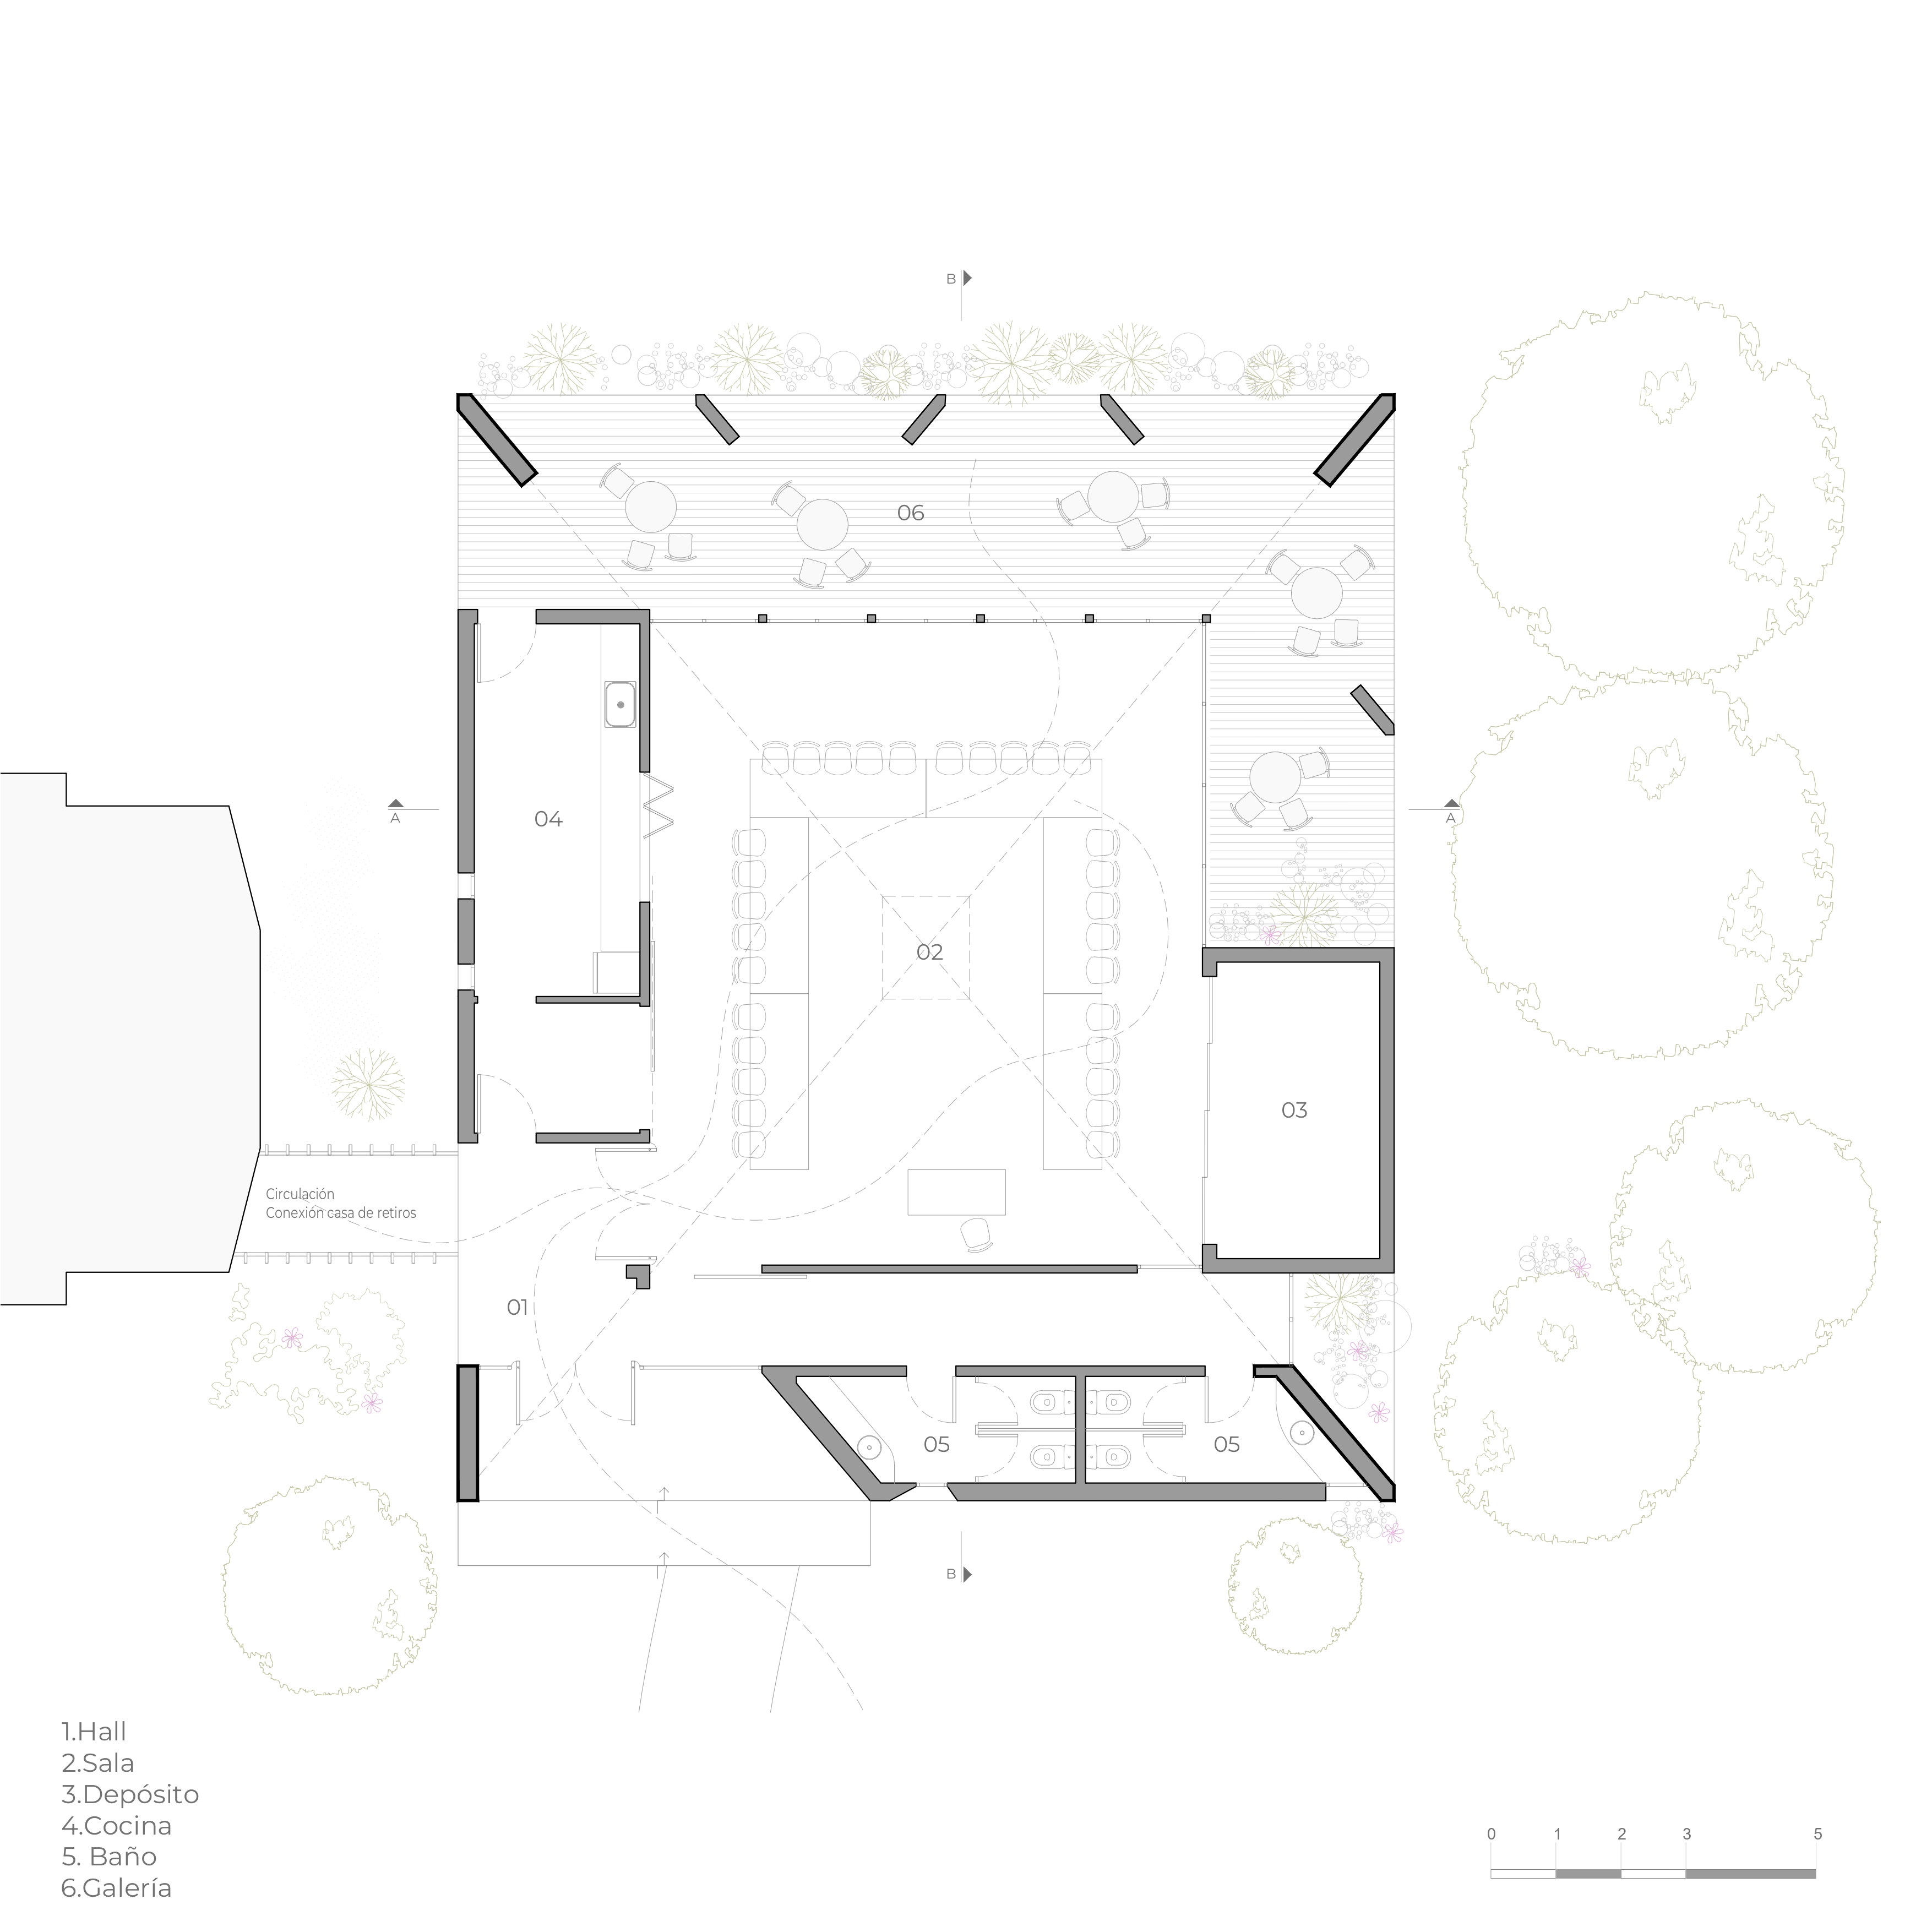 B
06
04
A
A
02
03
Circulación
Conexión casa de retiros
01
05
05
B
1.Hall
2.Sala
3.Depósito
4.Cocina
5. Baño
6.Galería
0 1 2 3 5